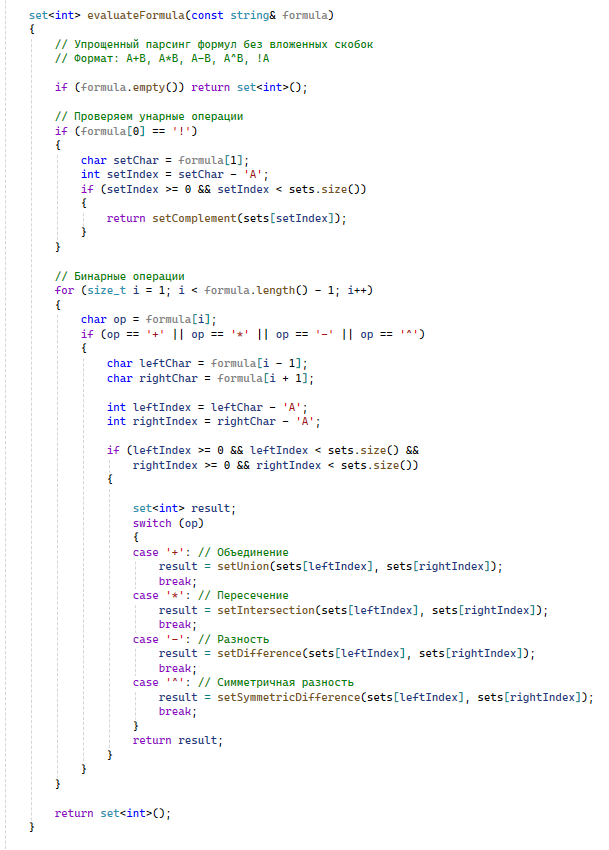 set<int> evaluateFormula(const string& formula)
{
    // Упрощенный парсинг формул без вложенных скобок
    // Формат: A+B, A*B, A-B, A^B, !A

    if (formula.empty()) return set<int>();

    // Проверяем унарные операции
    if (formula[0] == '!')
    {
        char setChar = formula[1];
        int setIndex = setChar - 'A';
        if (setIndex >= 0 && setIndex < sets.size())
        {
            return setComplement(sets[setIndex]);
        }
    }

    // Бинарные операции
    for (size_t i = 1; i < formula.length() - 1; i++)
    {
        char op = formula[i];
        if (op == '+' || op == '*' || op == '-' || op == '^')
        {
            char leftChar = formula[i - 1];
            char rightChar = formula[i + 1];

            int leftIndex = leftChar - 'A';
            int rightIndex = rightChar - 'A';

            if (leftIndex >= 0 && leftIndex < sets.size() &&
                rightIndex >= 0 && rightIndex < sets.size())
            {

                set<int> result;
                switch (op)
                {
                case '+': // Объединение
                    result = setUnion(sets[leftIndex], sets[rightIndex]);
                    break;
                case '*': // Пересечение
                    result = setIntersection(sets[leftIndex], sets[rightIndex]);
                    break;
                case '-': // Разность
                    result = setDifference(sets[leftIndex], sets[rightIndex]);
                    break;
                case '^': // Симметричная разность
                    result = setSymmetricDifference(sets[leftIndex], sets[rightIndex]);
                    break;
                }
                return result;
            }
        }
    }

    return set<int>();
}